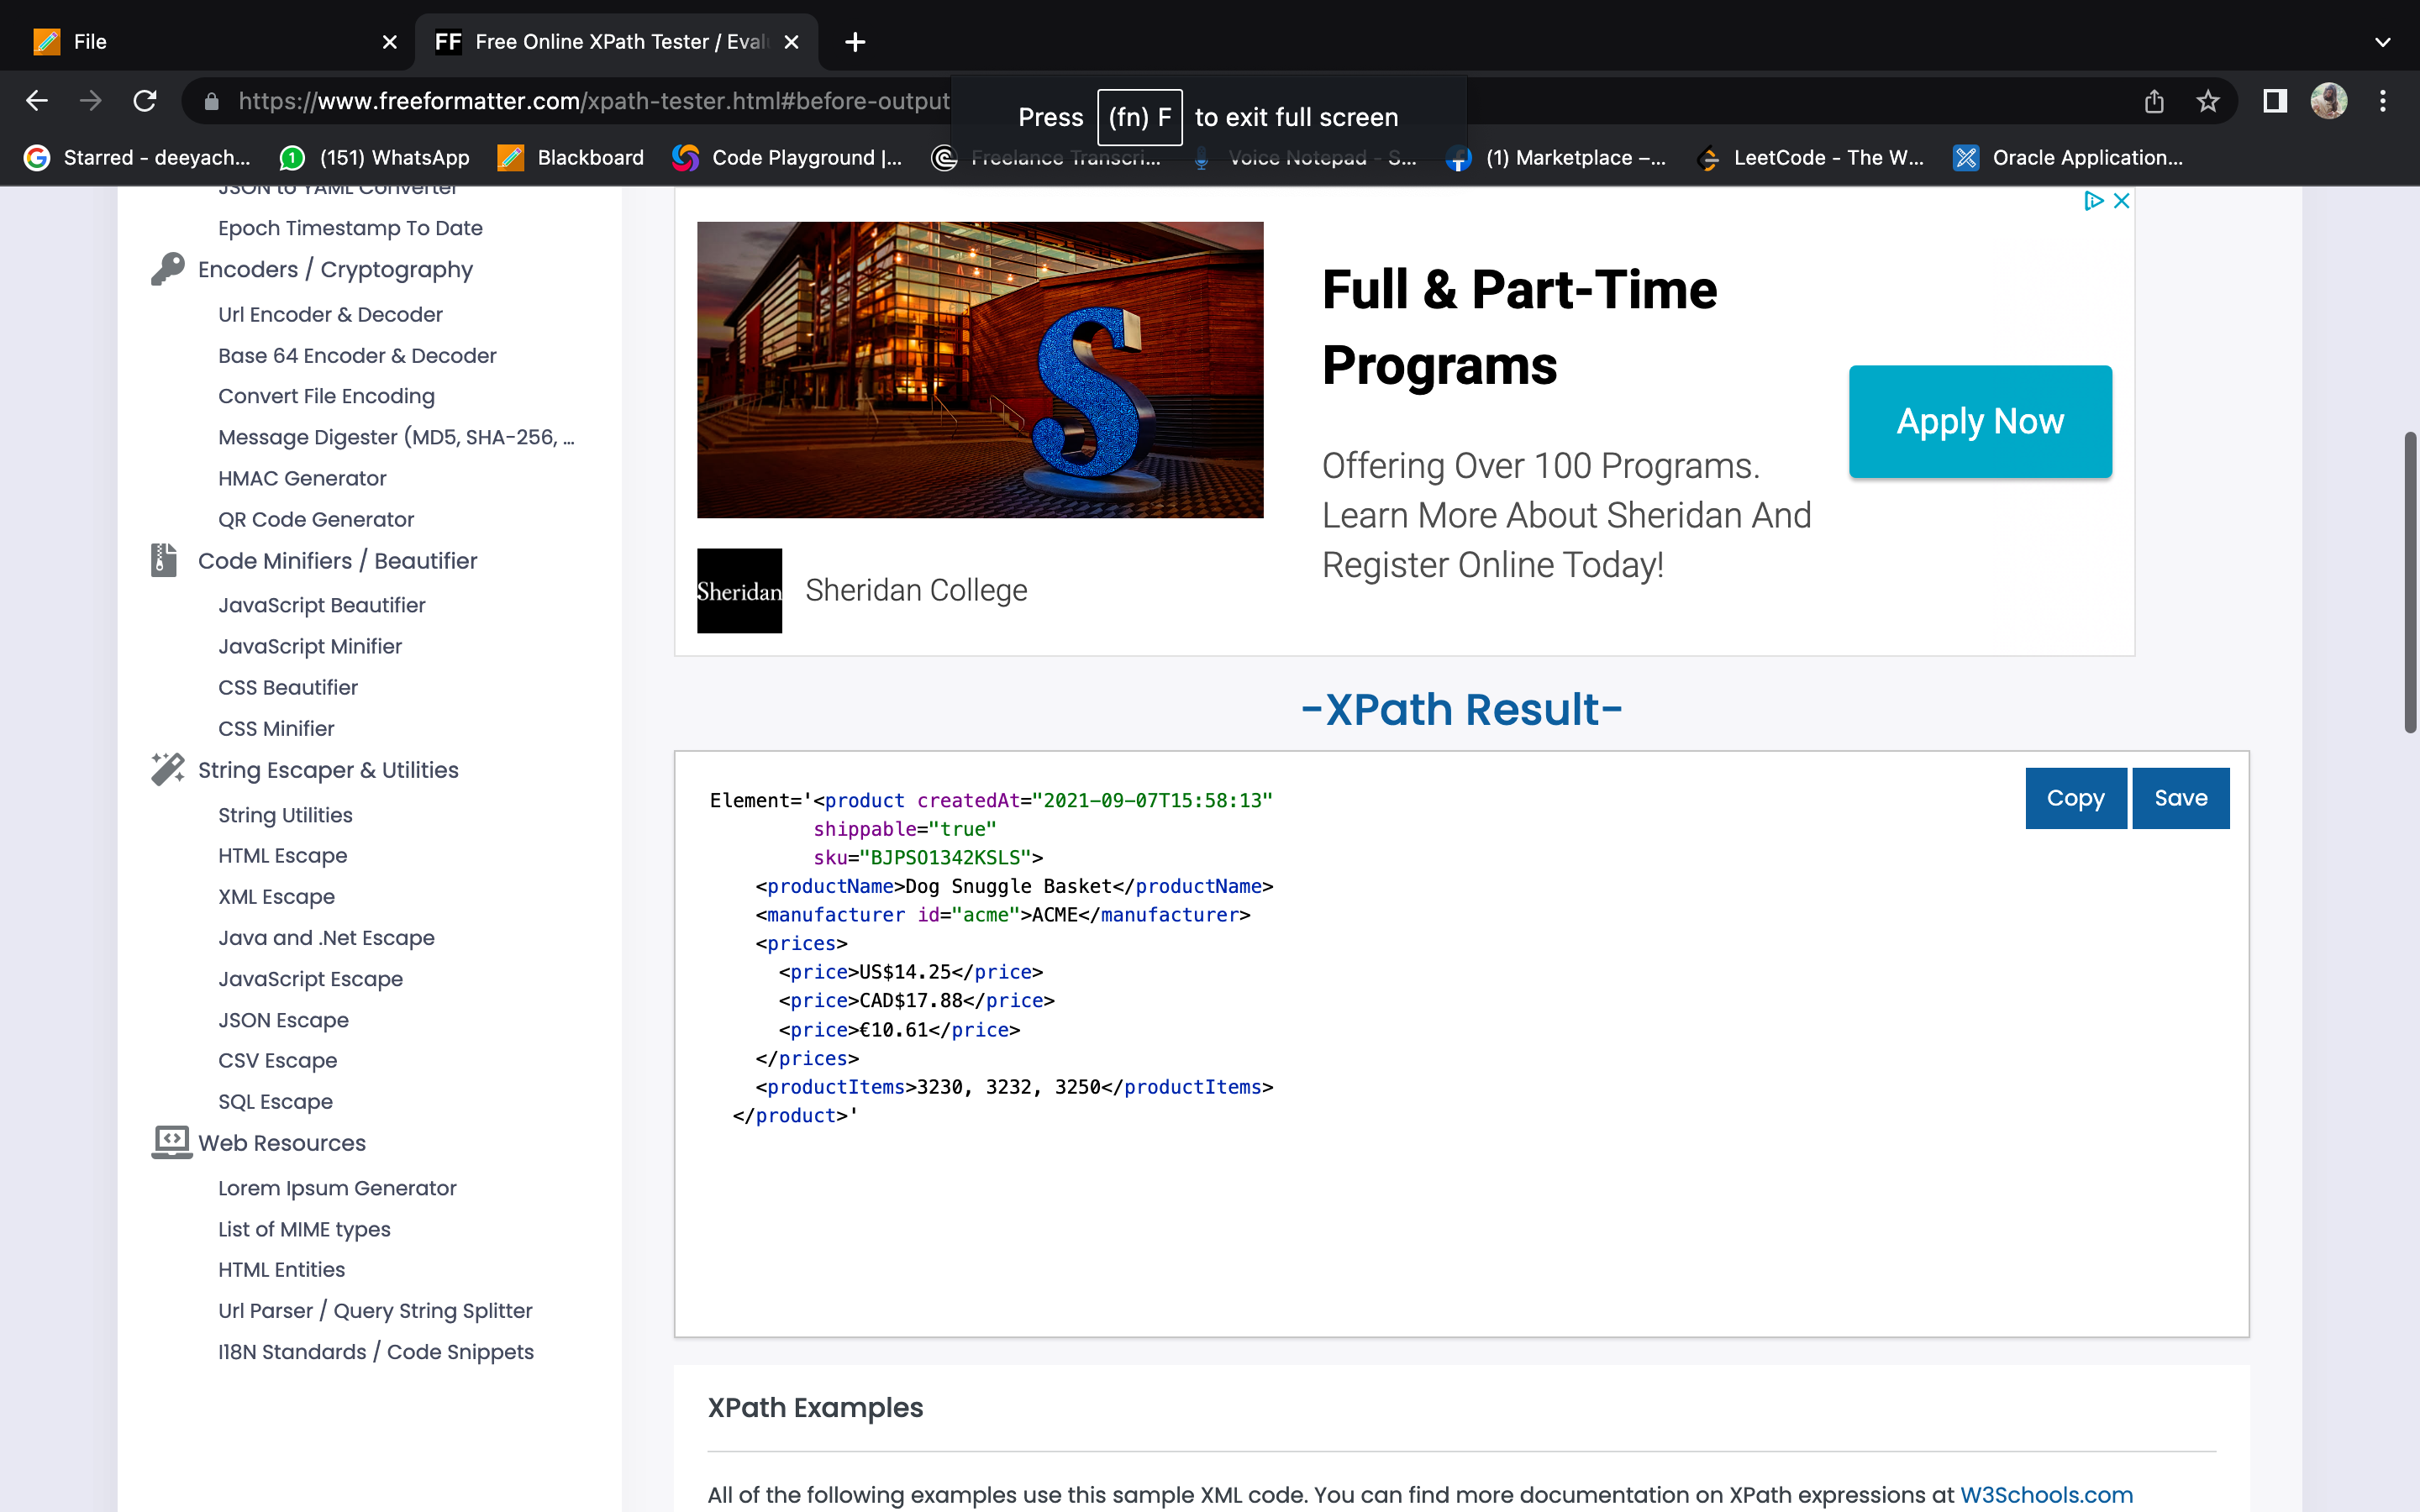 File
FF Free Online XPath Tester / Eval
https://www.freeformatter.com/xpath-tester.html#before-output
Press (fn) F to exit full screen
Starred - deeyach...
1 (151) WhatsApp
Blackboard
Code Playground |...
Freelance Transcri...
Voice Notepad - S...
(1) Marketplace –...
LeetCode - The W...
Oracle Application...
JSON to YAML Converter
Epoch Timestamp To Date
Encoders / Cryptography
Url Encoder & Decoder
Base 64 Encoder & Decoder
Convert File Encoding
Message Digester (MD5, SHA-256, ...
HMAC Generator
QR Code Generator
Code Minifiers / Beautifier
JavaScript Beautifier
JavaScript Minifier
CSS Beautifier
CSS Minifier
String Escaper & Utilities
String Utilities
HTML Escape
XML Escape
Java and .Net Escape
JavaScript Escape
JSON Escape
CSV Escape
SQL Escape
Web Resources
Lorem Ipsum Generator
List of MIME types
HTML Entities
Url Parser / Query String Splitter
I18N Standards / Code Snippets
S
Full & Part-Time
Programs
Offering Over 100 Programs.
Learn More About Sheridan And
Register Online Today!
Apply Now
Sheridan
Sheridan College
-XPath Result-
Copy
Save
Element='<product createdAt="2021-09-07T15:58:13"
shippable="true"
sku="BJPSO1342KSLS">
<productName>Dog Snuggle Basket</productName>
<manufacturer id="acme">ACME</manufacturer>
<prices>
<price>US$14.25</price>
<price>CAD$17.88</price>
<price>€10.61</price>
</prices>
<productItems>3230, 3232, 3250</productItems>
</product>'
XPath Examples
All of the following examples use this sample XML code. You can find more documentation on XPath expressions at W3Schools.com